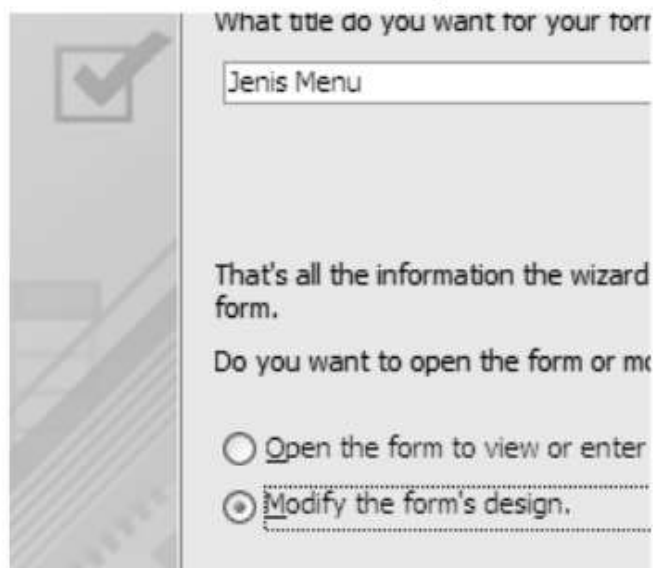 What title do you want for your for
Jenis Menu
That's all the information the wizard
form.
Do you want to open the form or mo
Open the form to view or enter
Modify the form's design.